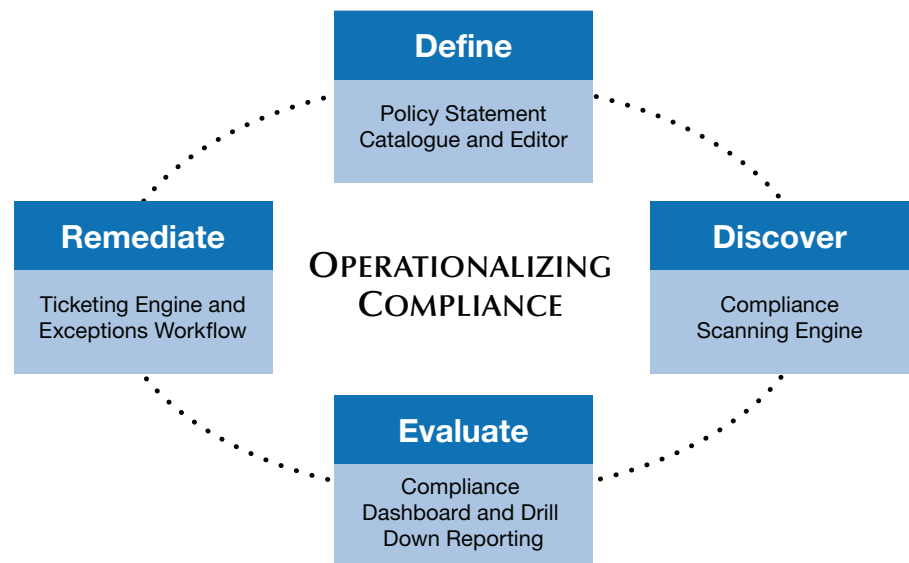 Define
Policy Statement
Catalogue and Editor
Remediate
Ticketing Engine and
Exceptions Workflow
OPERATIONALIZING
COMPLIANCE
Discover
Compliance
Scanning Engine
Evaluate
Compliance
Dashboard and Drill
Down Reporting